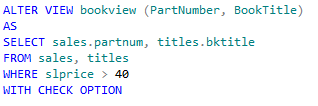 ALTER VIEW bookview (PartNumber, BookTitle)
AS
SELECT sales.partnum, titles.bktitle
FROM sales, titles
WHERE slprice > 40
WITH CHECK OPTION